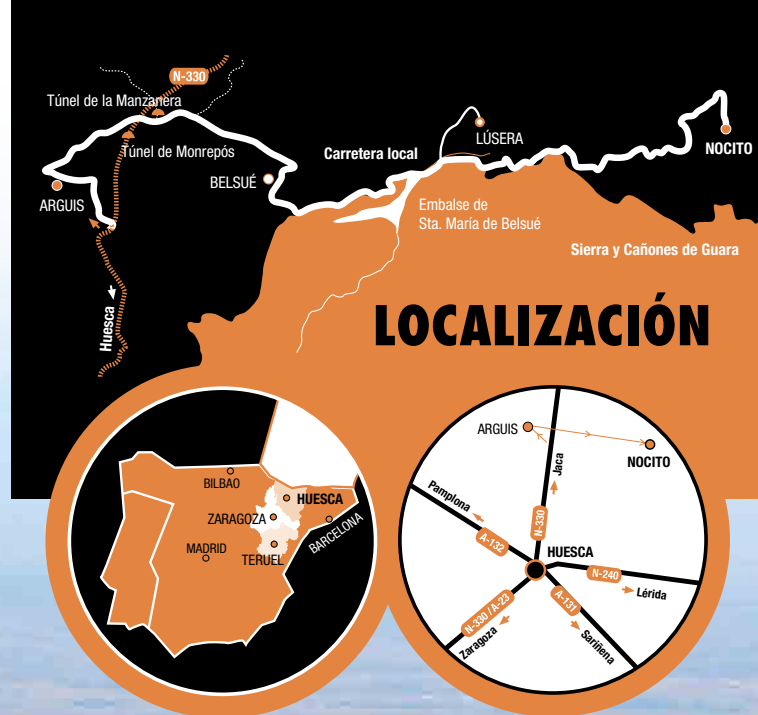 N-330
Túnel de la Manzanera
Túnel de Monrepós
Carretera local
LÚSERA
NOCITO
BELSUÉ
ARGUIS
Embalse de
Sta. María de Belsué
Sierra y Cañones de Guara
Huesca
LOCALIZACIÓN
BILBAO
HUESCA
ZARAGOZA
BARCELONA
MADRID
TERUEL
ARGUIS
NOCITO
Jaca
Pamplona
N-330
A-132
HUESCA
N-240
Lérida
N-330 / A-23
A-131
Zaragoza
Sariñena